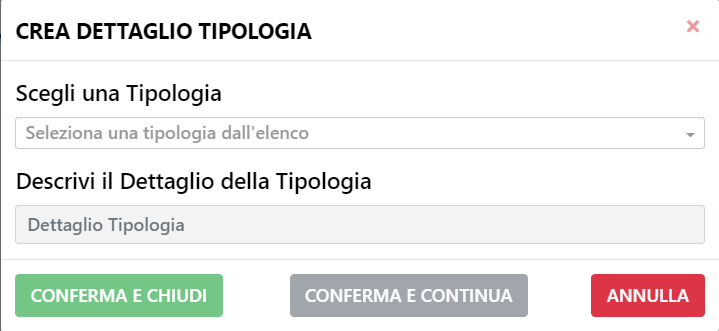 CREA DETTAGLIO TIPOLOGIA ×
Scegli una Tipologia
Seleziona una tipologia dall'elenco
Descrivi il Dettaglio della Tipologia
Dettaglio Tipologia
CONFERMA E CHIUDI CONFERMA E CONTINUA ANNULLA